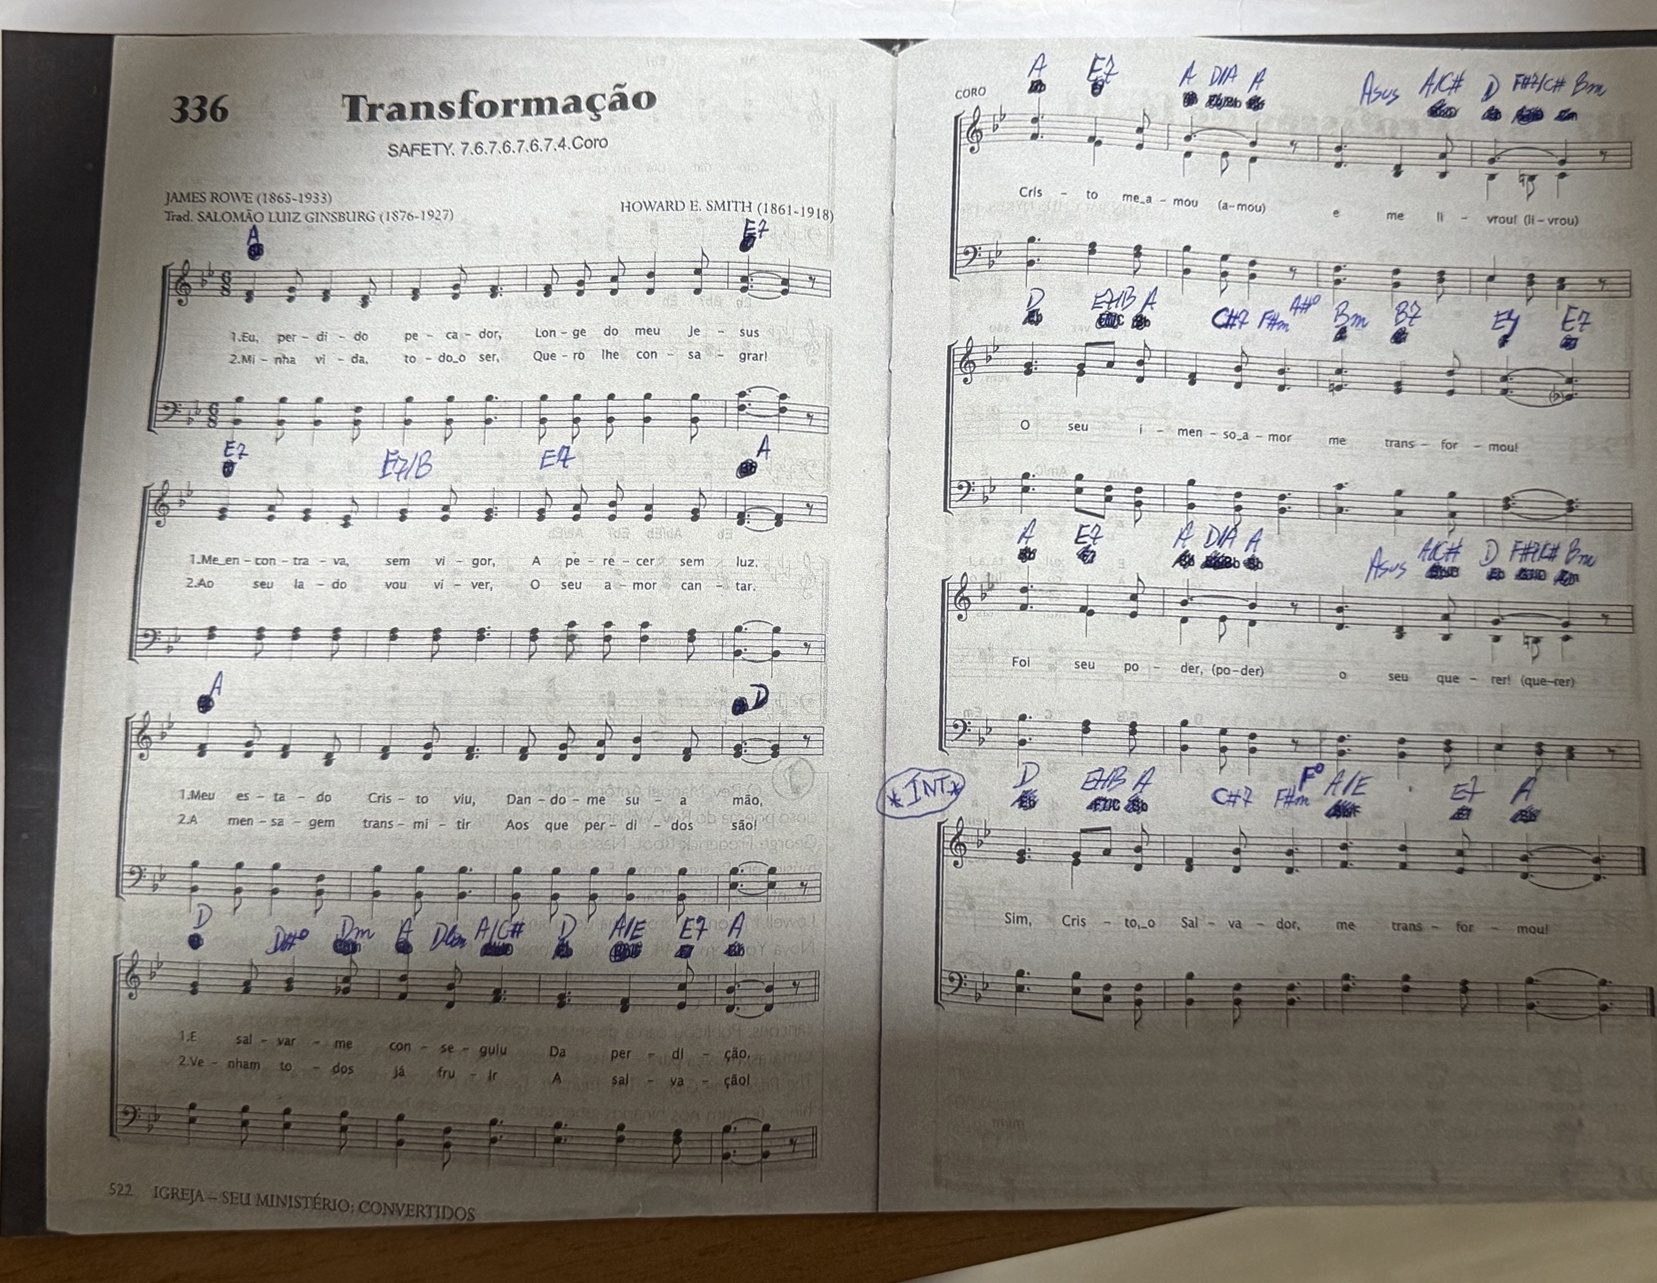 336 Transformação
SAFETY. 7.6.7.6.7.6.7.4.Coro
JAMES ROWE (1865-1933)
Trad. SALOMÃO LUIZ GINSBURG (1876-1927)
HOWARD E. SMITH (1861-1918)
A E7
1.Eu, per - di - do pe - ca - dor, Lon - ge do meu Je - sus
2.Mi - nha vi - da, to - do_o ser, Que - ro lhe con - sa - grar!
E7 E7/B E7 A
1.Me_en - con - tra - va, sem vi - gor, A pe - re - cer sem luz.
2.Ao seu la - do vou vi - ver, O seu a - mor can - tar.
A D
1.Meu es - ta - do Cris - to viu, Dan - do - me su - a mão,
2.A men - sa - gem trans - mi - tir Aos que per - di - dos são!
D D#º Dm A A/C# D A/E E7 A
1.E sal - var - me con - se - guiu Da per - di - ção,
2.Ve - nham to - dos já fru - ir A sal - va - ção!
522 IGREJA – SEU MINISTÉRIO: CONVERTIDOS
A E7 A D/A A Asus A/C# D F#7/C# Bm
CORO
Cris - to me_a - mou (a-mou) e me li - vrou! (li-vrou)
D E7/B A C#7 F#m A#º Bm B7 E4 E7
O seu i - men - so_a - mor me trans - for - mou!
A E7 A D/A A Asus A/C# D F#7/C# Bm
Foi seu po - der, (po-der) o seu que - rer! (que-rer)
*INT* D E7/B A C#7 F#m Fº A/E E7 A
Sim, Cris - to,_o Sal - va - dor, me trans - for - mou!